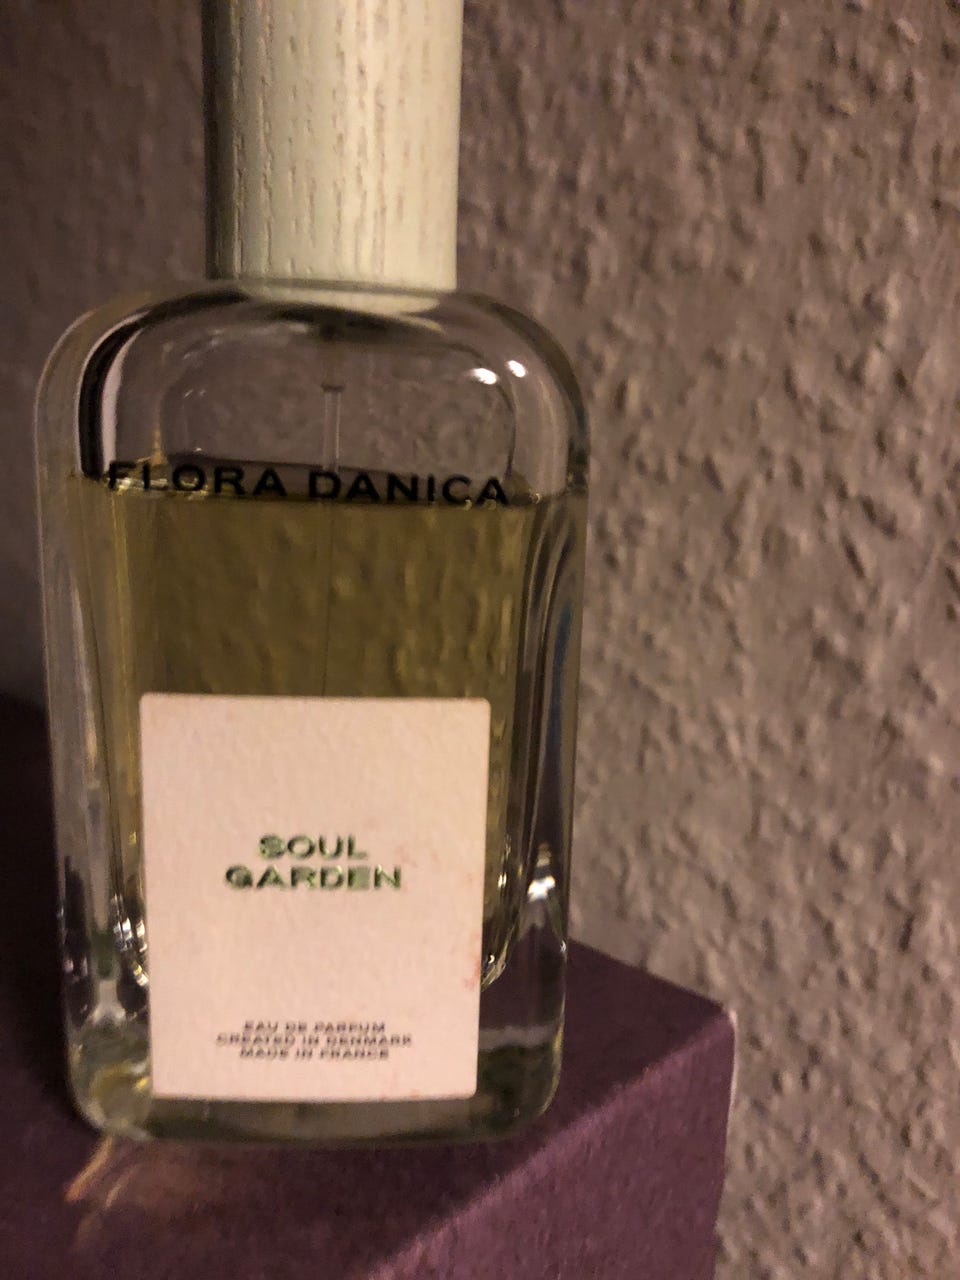 FLORA DANICA
SOUL
GARDEN
EAU DE PARFUM
CREATED IN DENMARK
MADE IN FRANCE